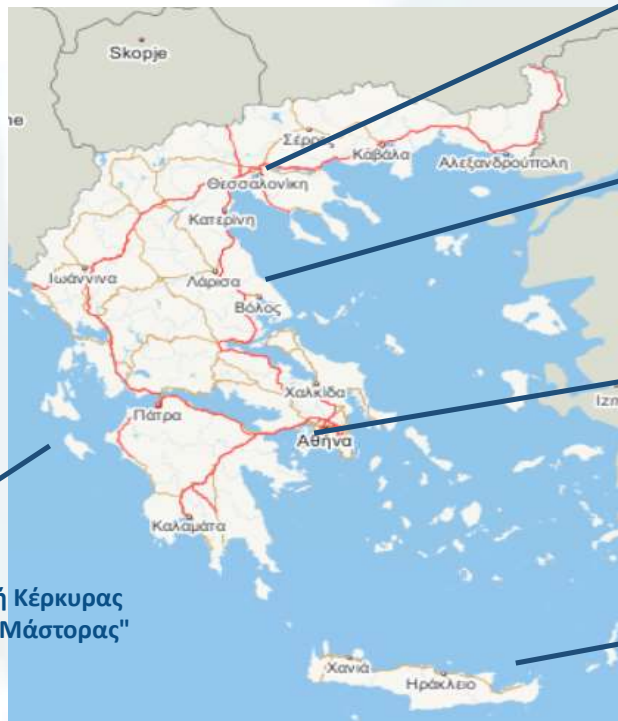 Skopje
Σέρρες
Καβάλα
Αλεξανδρούπολη
Θεσσαλονίκη
Κατερίνη
Ιωάννινα
Λάρισα
Βόλος
Χαλκίδα
Πάτρα
Αθήνα
Καλαμάτα
Κέρκυρας
Μάστορας"
Χανιά
Ηράκλειο